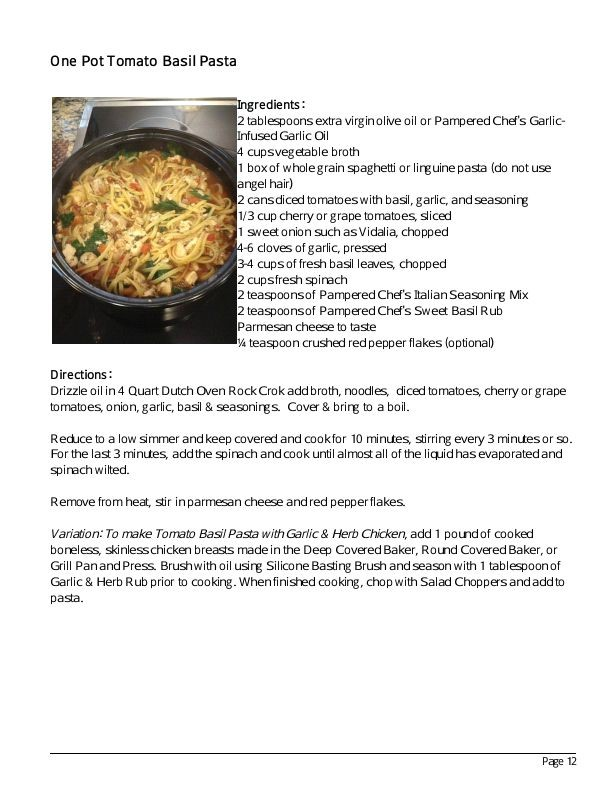 One Pot Tomato Basil Pasta
Ingredients:
2 tablespoons extra virgin olive oil or Pampered Chef's Garlic-
Infused Garlic Oil
4 cups vegetable broth
1 box of whole grain spaghetti or linguine pasta (do not use
angel hair)
2 cans diced tomatoes with basil, garlic, and seasoning
1/3 cup cherry or grape tomatoes, sliced
1 sweet onion such as Vidalia, chopped
4-6 cloves of garlic, pressed
3-4 cups of fresh basil leaves, chopped
2 cups fresh spinach
2 teaspoons of Pampered Chef's Italian Seasoning Mix
2 teaspoons of Pampered Chef's Sweet Basil Rub
Parmesan cheese to taste
¼ teaspoon crushed red pepper flakes (optional)
Directions:
Drizzle oil in 4 Quart Dutch Oven Rock Crok add broth, noodles, diced tomatoes, cherry or grape
tomatoes, onion, garlic, basil & seasonings. Cover & bring to a boil.
Reduce to a low simmer and keep covered and cook for 10 minutes, stirring every 3 minutes or so.
For the last 3 minutes, add the spinach and cook until almost all of the liquid has evaporated and
spinach wilted.
Remove from heat, stir in parmesan cheese and red pepper flakes.
Variation: To make Tomato Basil Pasta with Garlic & Herb Chicken, add 1 pound of cooked
boneless, skinless chicken breasts made in the Deep Covered Baker, Round Covered Baker, or
Grill Pan and Press. Brush with oil using Silicone Basting Brush and season with 1 tablespoon of
Garlic & Herb Rub prior to cooking. When finished cooking, chop with Salad Choppers and add to
pasta.
Page 12